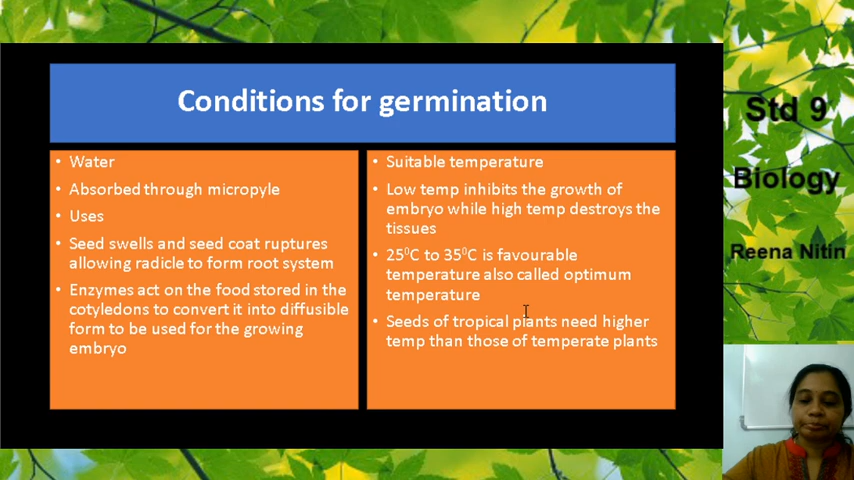 Conditions for germination
• Water
• Absorbed through micropyle
• Uses
• Seed swells and seed coat ruptures
allowing radicle to form root system
• Enzymes act on the food stored in the
cotyledons to convert it into diffusible
form to be used for the growing
embryo
• Suitable temperature
• Low temp inhibits the growth of
embryo while high temp destroys the
tissues
• 25⁰C to 35⁰C is favourable
temperature also called optimum
temperature
• Seeds of tropical plants need higher
temp than those of temperate plants
Std 9
Biology
Reena Nitin